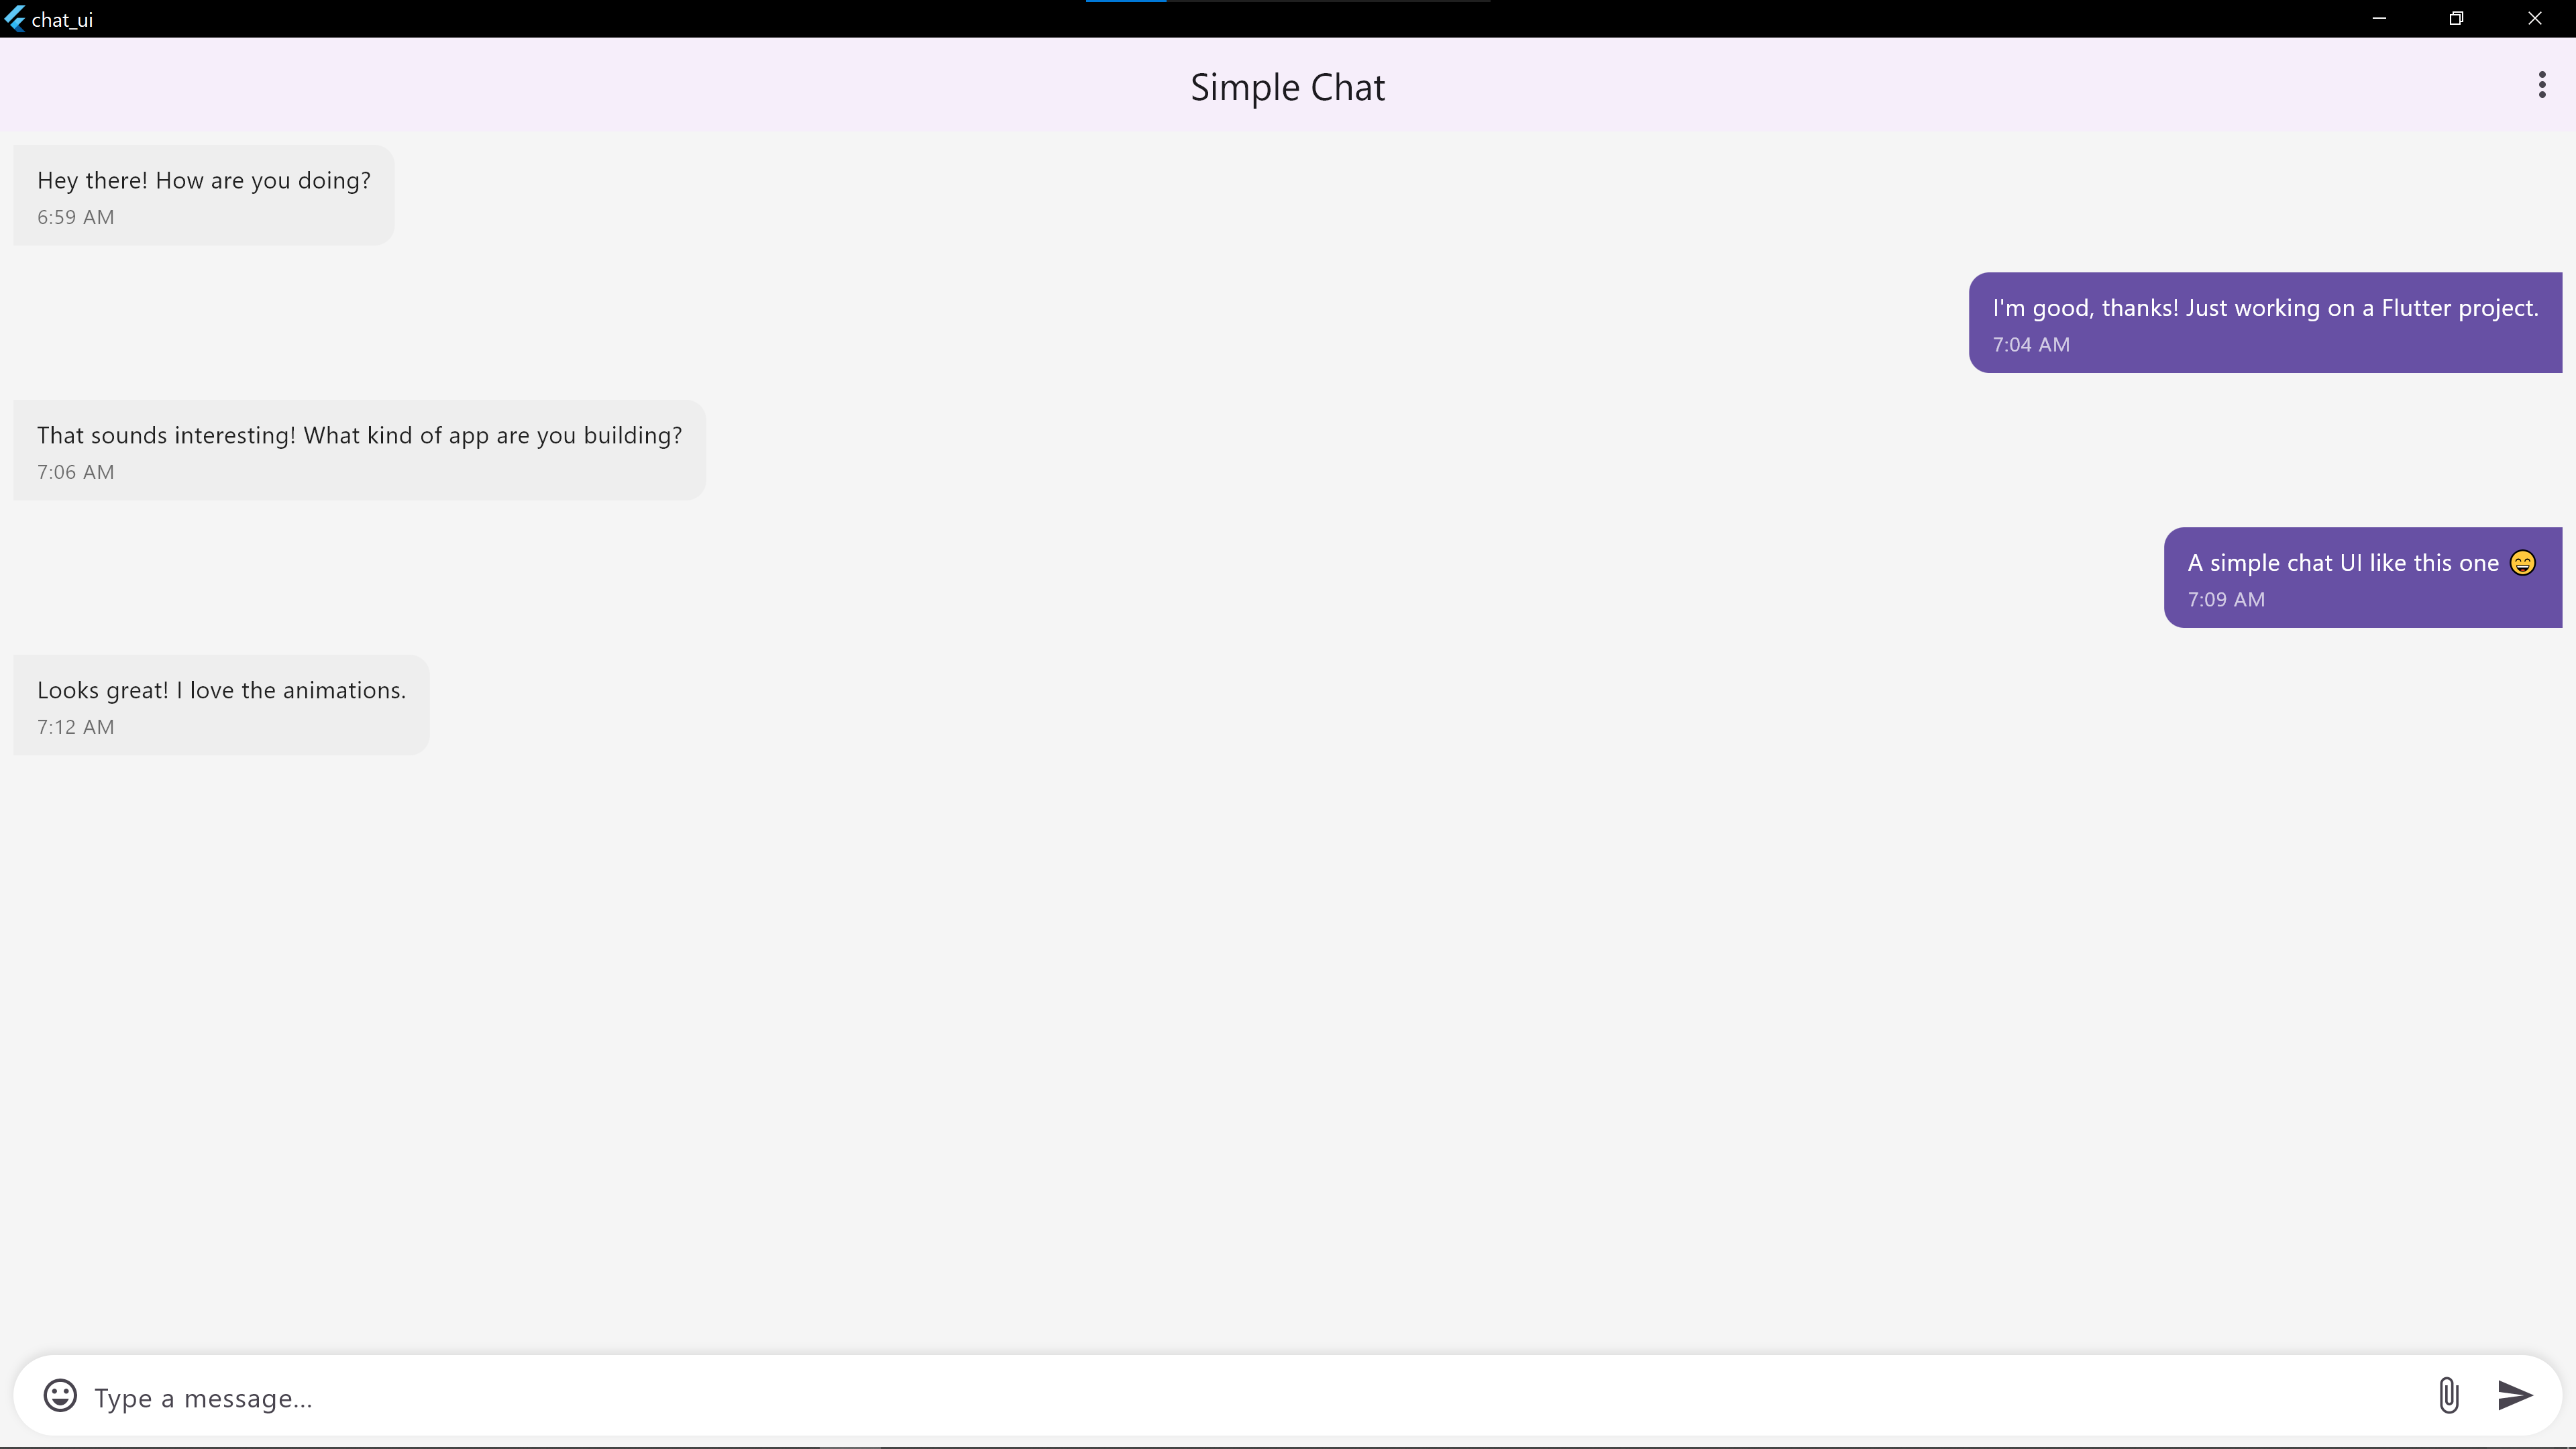 chat_ui
Simple Chat
Hey there! How are you doing?
6:59 AM
I'm good, thanks! Just working on a Flutter project.
7:04 AM
That sounds interesting! What kind of app are you building?
7:06 AM
A simple chat UI like this one 😄
7:09 AM
Looks great! I love the animations.
7:12 AM
Type a message...